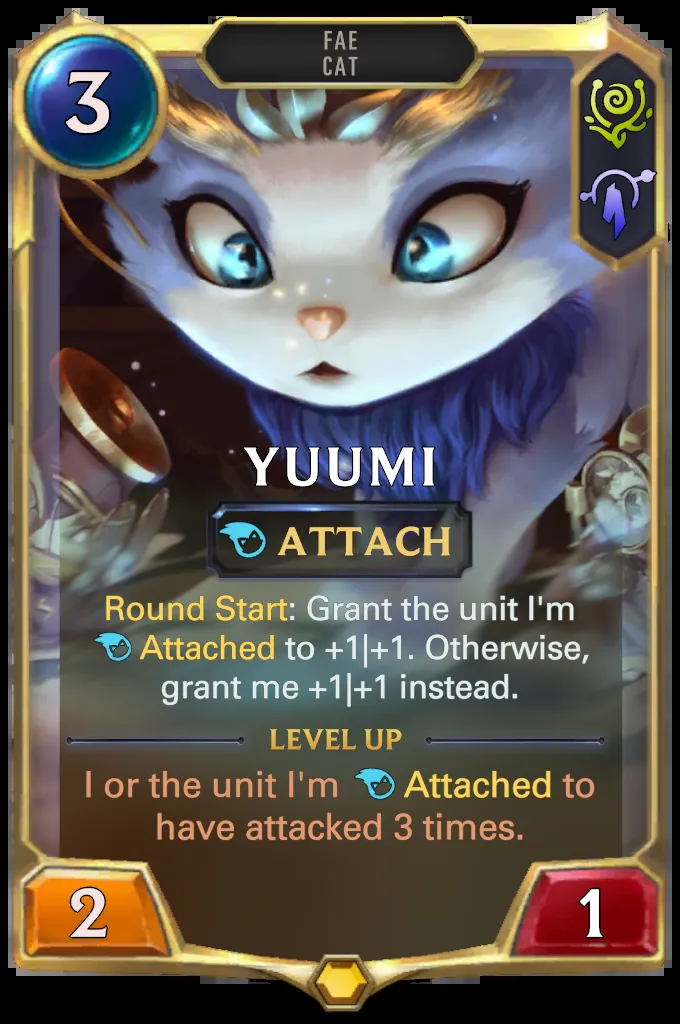 FAE
CAT
3
YUUMI
ATTACH
Round Start: Grant the unit I'm
Attached to +1|+1. Otherwise,
grant me +1|+1 instead.
LEVEL UP
I or the unit I'm Attached to
have attacked 3 times.
2
1